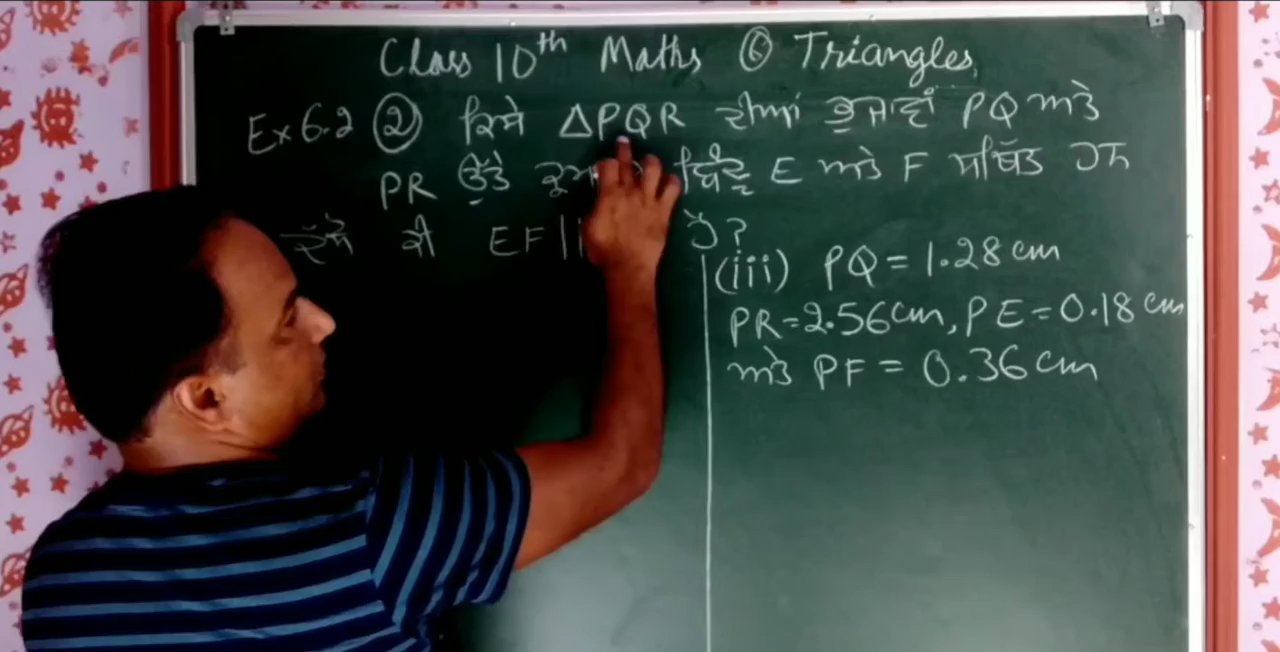 Class 10th Maths ⑥ Triangles
Ex 6.2 ② ਕਿਸੇ △PQR ਦੀਆਂ ਭੁਜਾਵਾਂ PQ ਅਤੇ
PR ਉੱਤੇ ਬਿੰਦੂ E ਅਤੇ F ਸਥਿੱਤ ਹਨ
ਦੱਸੋ ਕੀ EF || ਹੈ?
(iii) PQ = 1.28 cm
PR = 2.56 cm, PE = 0.18 cm
ਅਤੇ PF = 0.36 cm